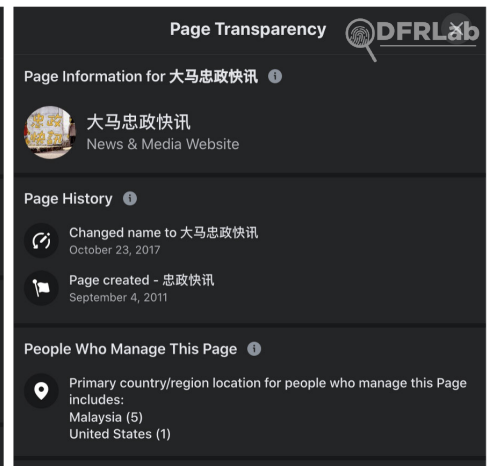 Page Transparency
DFRLab
Page Information for 大马忠政快讯
大马忠政快讯
News & Media Website
Page History
Changed name to 大马忠政快讯
October 23, 2017
Page created - 忠政快讯
September 4, 2011
People Who Manage This Page
Primary country/region location for people who manage this Page
includes:
Malaysia (5)
United States (1)